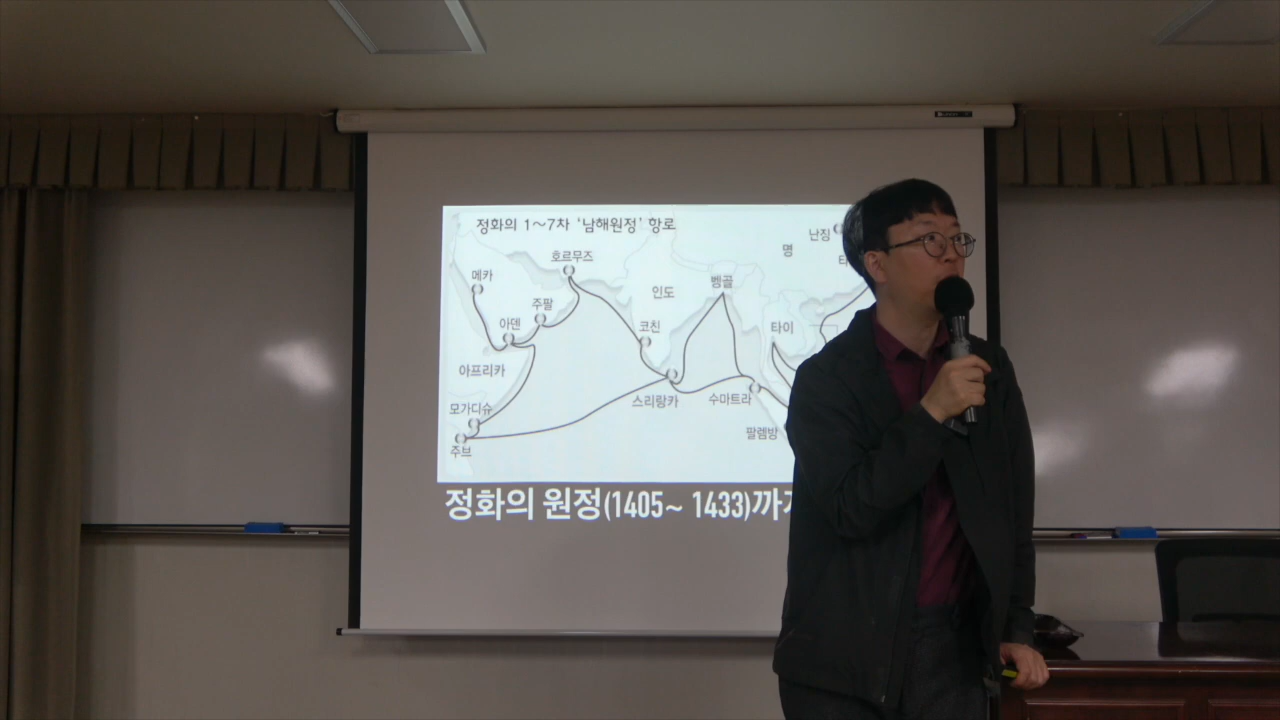 정화의 1~7차 '남해원정' 항로
난징
명
호르무즈
메카
벵골
인도
주팔
아덴
코친
타이
아프리카
스리랑카
수마트라
모가디슈
팔렘방
주브
정화의 원정(1405~ 1433)까지